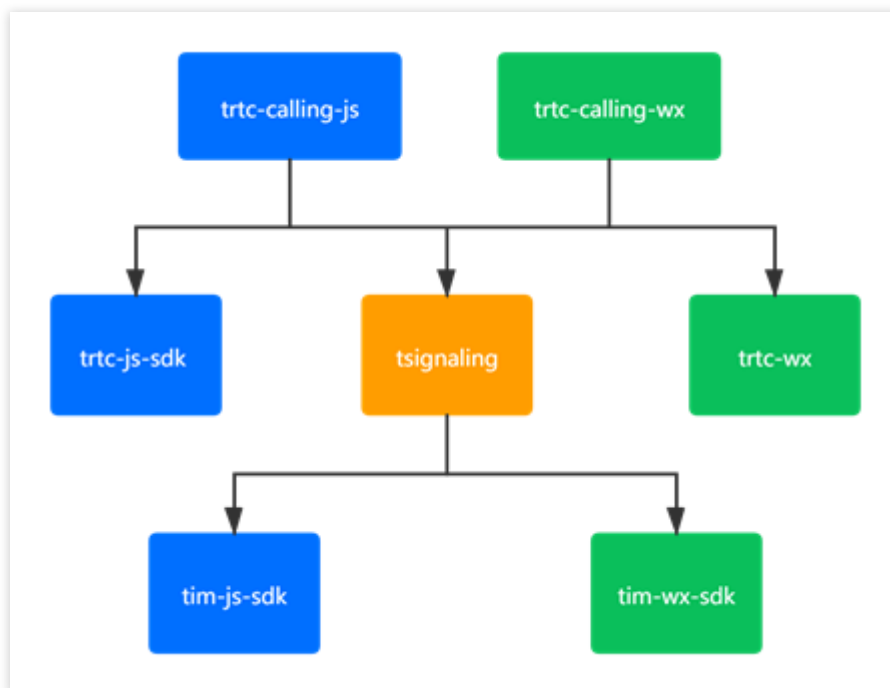 trtc-calling-js
trtc-calling-wx
trtc-js-sdk
tsignaling
trtc-wx
tim-js-sdk
tim-wx-sdk